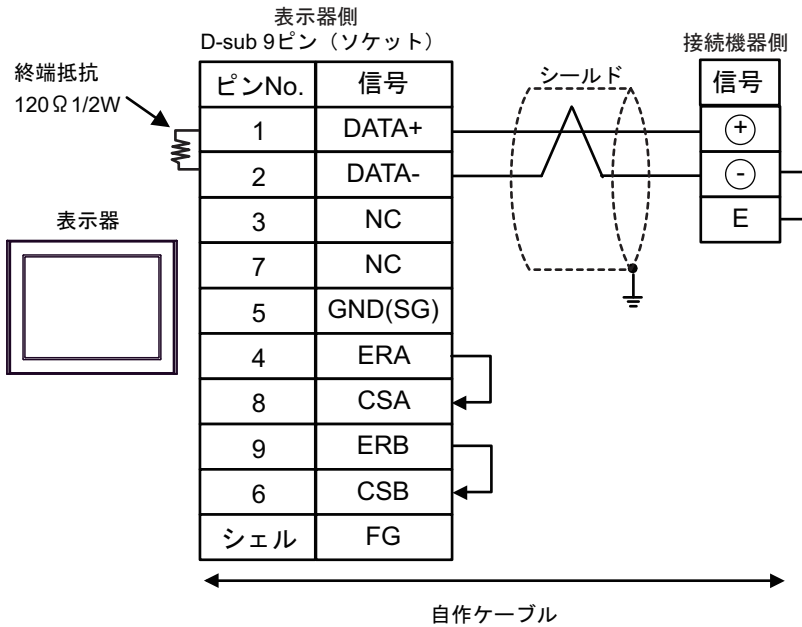 表示器側
D-sub 9ピン（ソケット）
接続機器側
終端抵抗
120Ω 1/2W
シールド
ピンNo. 信号
信号
1 DATA+
+
2 DATA-
-
3 NC
E
表示器
7 NC
5 GND(SG)
4 ERA
8 CSA
9 ERB
6 CSB
シェル FG
自作ケーブル